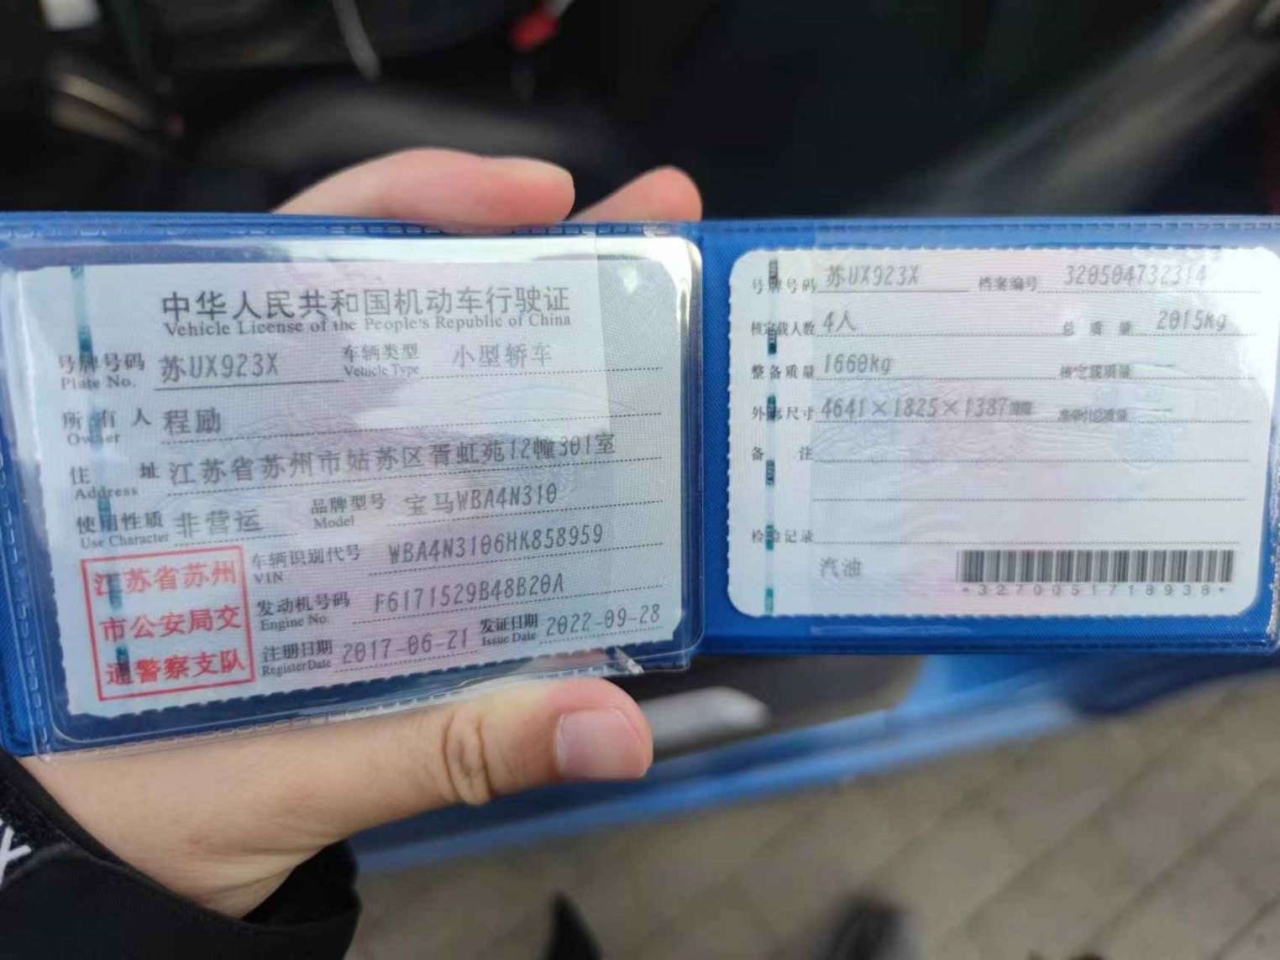 中华人民共和国机动车行驶证
Vehicle License of the People's Republic of China
号牌号码 苏UX923X 车辆类型 小型轿车
Plate No. Vehicle Type
所有人 程励
Owner
住址 江苏省苏州市姑苏区胥虹苑12幢301室
Address
使用性质 非营运 品牌型号 宝马WBA4N310
Use Character Model
江苏省苏州
市公安局交
通警察支队
车辆识别代号 WBA4N3106HK858959
VIN
发动机号码 F6171529B48B20A
Engine No.
注册日期 2017-06-21 发证日期 2022-09-28
Register Date Issue Date
号牌号码 苏UX923X 档案编号 320504732314
核定载人数 4人 总质量 2015kg
整备质量 1660kg 核定载质量
外廓尺寸 4641×1825×1387 准牵引总质量
备注
检验记录
汽油
*3270051718938*